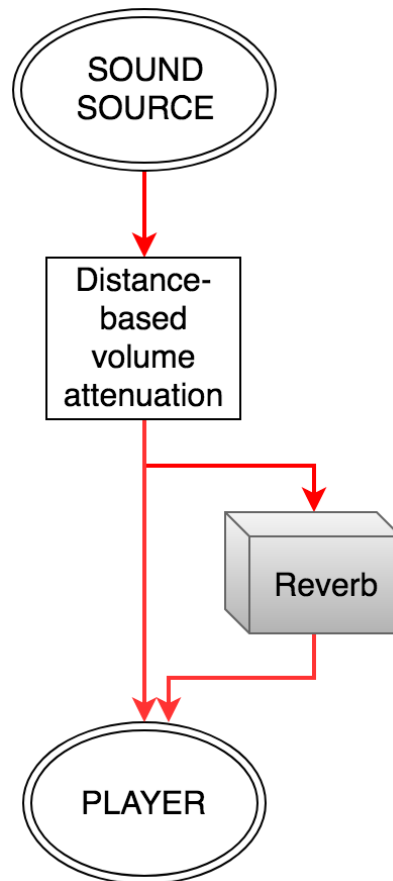 SOUND
SOURCE
Distance-
based
volume
attenuation
Reverb
PLAYER